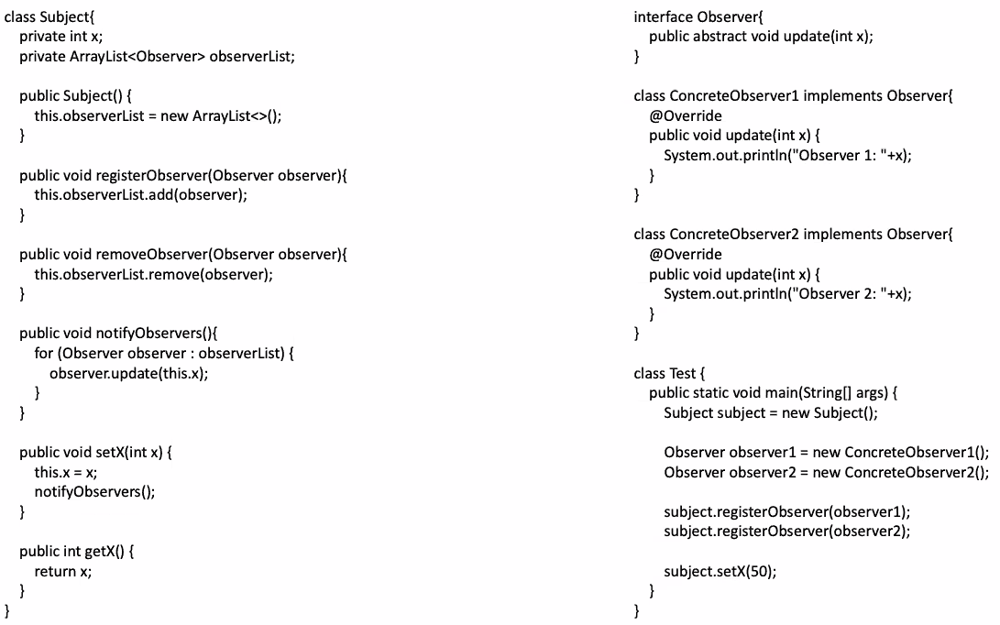 class Subject{
private int x;
private ArrayList<Observer> observerList;
public Subject() {
this.observerList = new ArrayList<>();
}
public void registerObserver(Observer observer){
this.observerList.add(observer);
}
public void removeObserver(Observer observer){
this.observerList.remove(observer);
}
public void notifyObservers(){
for (Observer observer : observerList) {
observer.update(this.x);
}
}
public void setX(int x) {
this.x = x;
notifyObservers();
}
public int getX() {
return x;
}
}
interface Observer{
public abstract void update(int x);
}
class ConcreteObserver1 implements Observer{
@Override
public void update(int x) {
System.out.println("Observer 1: "+x);
}
}
class ConcreteObserver2 implements Observer{
@Override
public void update(int x) {
System.out.println("Observer 2: "+x);
}
}
class Test {
public static void main(String[] args) {
Subject subject = new Subject();
Observer observer1 = new ConcreteObserver1();
Observer observer2 = new ConcreteObserver2();
subject.registerObserver(observer1);
subject.registerObserver(observer2);
subject.setX(50);
}
}